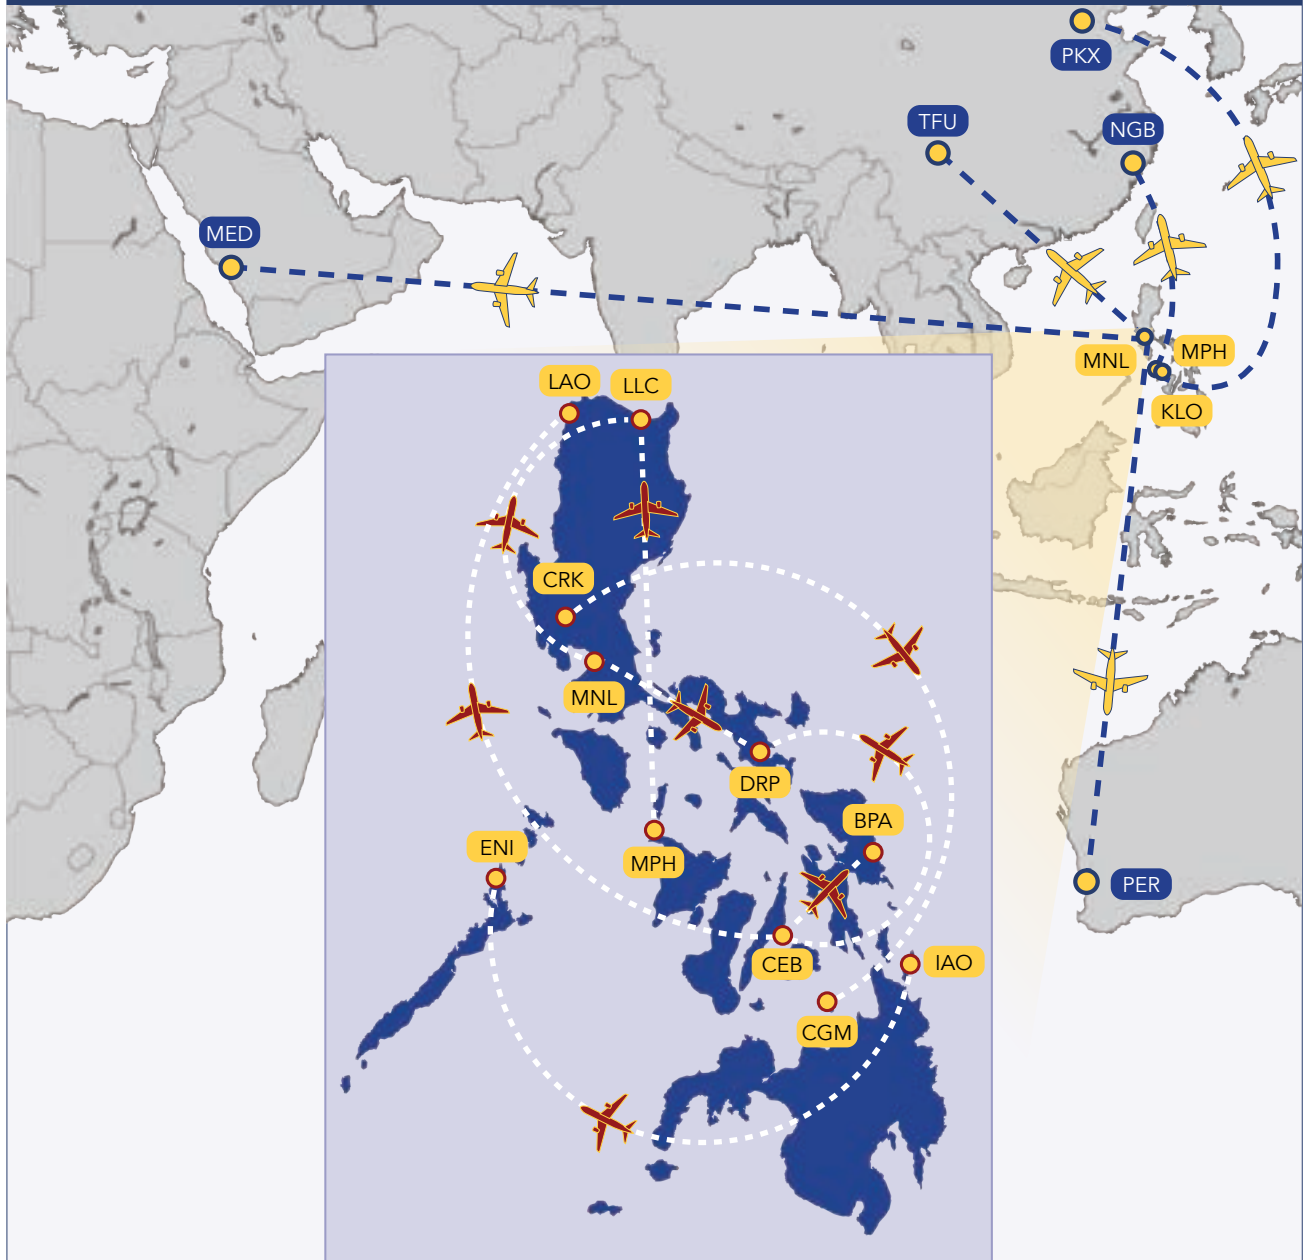 PKX
TFU
NGB
MED
MNL
MPH
KLO
LAO
LLC
CRK
MNL
DRP
BPA
ENI
MPH
PER
CEB
IAO
CGM